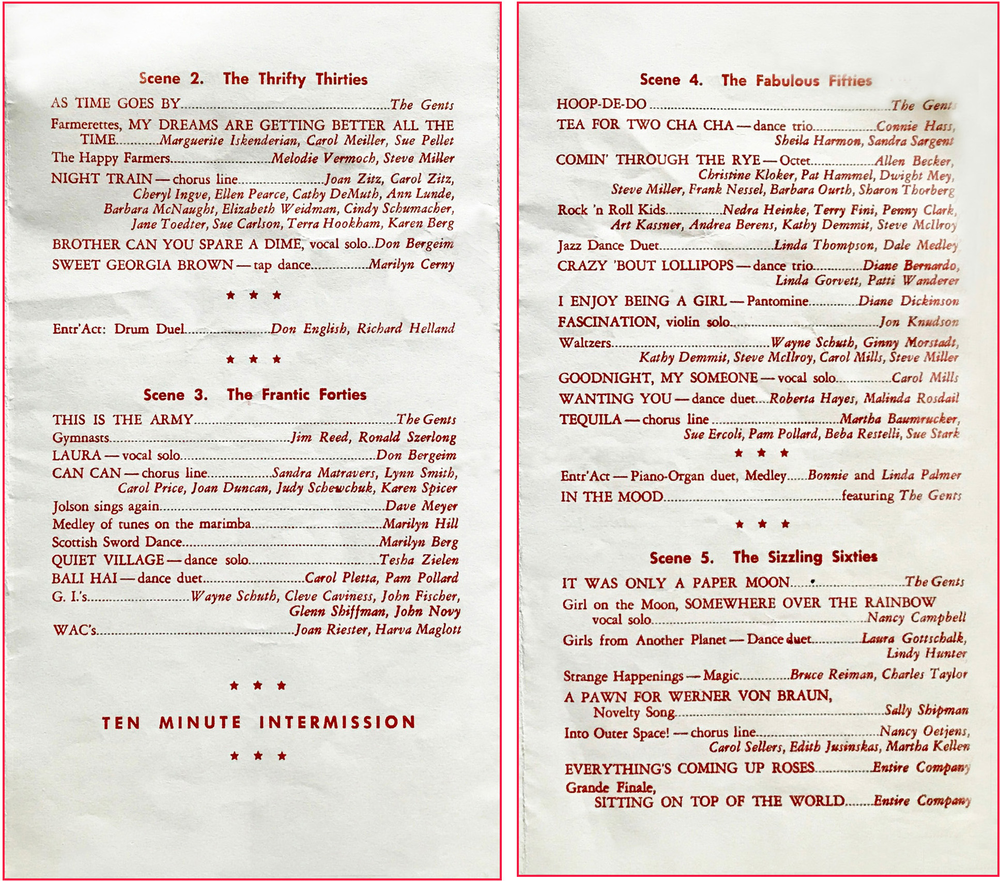 Scene 2. The Thrifty Thirties
AS TIME GOES BY..........The Gents
Farmerettes, MY DREAMS ARE GETTING BETTER ALL THE
TIME..........Marguerite Iskenderian, Carol Meiller, Sue Pellet
The Happy Farmers..........Melodie Vermoch, Steve Miller
NIGHT TRAIN — chorus line..........Joan Zitz, Carol Zitz,
Cheryl Ingve, Ellen Pearce, Cathy DeMuth, Ann Lunde,
Barbara McNaught, Elizabeth Weidman, Cindy Schumacher,
Jane Toedter, Sue Carlson, Terra Hookham, Karen Berg
BROTHER CAN YOU SPARE A DIME, vocal solo..Don Bergeim
SWEET GEORGIA BROWN — tap dance..........Marilyn Cerny
★ ★ ★
Entr'Act: Drum Duel..........Don English, Richard Helland
★ ★ ★
Scene 3. The Frantic Forties
THIS IS THE ARMY..........The Gents
Gymnasts..........Jim Reed, Ronald Szerlong
LAURA — vocal solo..........Don Bergeim
CAN CAN — chorus line..........Sandra Matravers, Lynn Smith,
Carol Price, Joan Duncan, Judy Schewchuk, Karen Spicer
Jolson sings again..........Dave Meyer
Medley of tunes on the marimba..........Marilyn Hill
Scottish Sword Dance..........Marilyn Berg
QUIET VILLAGE — dance solo..........Tesha Zielen
BALI HAI — dance duet..........Carol Pletta, Pam Pollard
G. I.'s..........Wayne Schuth, Cleve Caviness, John Fischer,
Glenn Shiffman, John Novy
WAC's..........Joan Riester, Harva Maglott
★ ★ ★
TEN MINUTE INTERMISSION
★ ★ ★
Scene 4. The Fabulous Fifties
HOOP-DE-DO..........The Gents
TEA FOR TWO CHA CHA — dance trio..........Connie Hass,
Sheila Harmon, Sandra Sargent
COMIN' THROUGH THE RYE — Octet..........Allen Becker,
Christine Kloker, Pat Hammel, Dwight Mey,
Steve Miller, Frank Nessel, Barbara Ourth, Sharon Thorberg
Rock 'n Roll Kids..........Nedra Heinke, Terry Fini, Penny Clark,
Art Kassner, Andrea Berens, Kathy Demmit, Steve McIlroy
Jazz Dance Duet..........Linda Thompson, Dale Medley
CRAZY 'BOUT LOLLIPOPS — dance trio..........Diane Bernardo,
Linda Gorvett, Patti Wanderer
I ENJOY BEING A GIRL — Pantomine..........Diane Dickinson
FASCINATION, violin solo..........Jon Knudson
Waltzers..........Wayne Schuth, Ginny Morstadt,
Kathy Demmit, Steve McIlroy, Carol Mills, Steve Miller
GOODNIGHT, MY SOMEONE — vocal solo..........Carol Mills
WANTING YOU — dance duet....Roberta Hayes, Malinda Rosdail
TEQUILA — chorus line..........Martha Baumrucker,
Sue Ercoli, Pam Pollard, Beba Restelli, Sue Stark
★ ★ ★
Entr'Act — Piano-Organ duet, Medley.....Bonnie and Linda Palmer
IN THE MOOD..........featuring The Gents
★ ★ ★
Scene 5. The Sizzling Sixties
IT WAS ONLY A PAPER MOON..........The Gents
Girl on the Moon, SOMEWHERE OVER THE RAINBOW
vocal solo..........Nancy Campbell
Girls from Another Planet — Dance duet..........Laura Gottschalk,
Lindy Hunter
Strange Happenings — Magic..........Bruce Reiman, Charles Taylor
A PAWN FOR WERNER VON BRAUN,
Novelty Song..........Sally Shipman
Into Outer Space! — chorus line..........Nancy Oetjens,
Carol Sellers, Edith Jusinskas, Martha Kellen
EVERYTHING'S COMING UP ROSES..........Entire Company
Grande Finale,
SITTING ON TOP OF THE WORLD........Entire Company